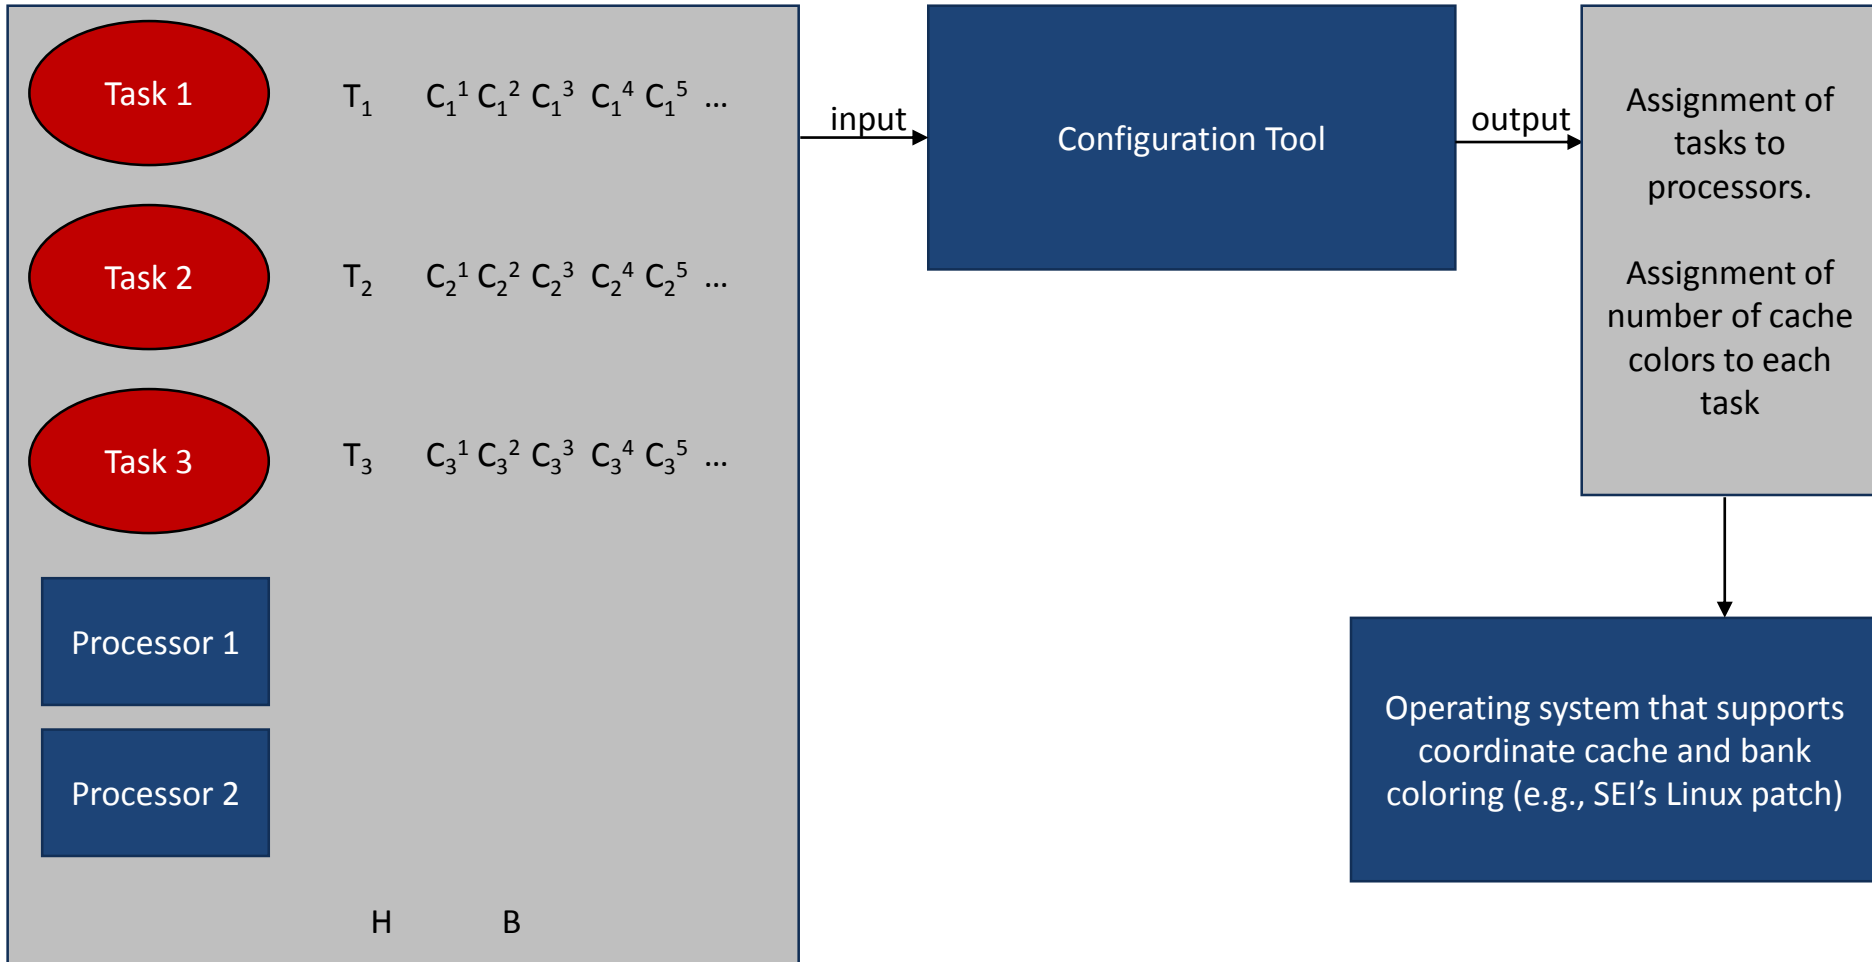 Task 1 T₁ C₁¹ C₁² C₁³ C₁⁴ C₁⁵ ...
input
Configuration Tool
output
Assignment of
tasks to
processors.
Assignment of
number of cache
colors to each
task
Task 2 T₂ C₂¹ C₂² C₂³ C₂⁴ C₂⁵ ...
Task 3 T₃ C₃¹ C₃² C₃³ C₃⁴ C₃⁵ ...
Processor 1
Processor 2
H B
Operating system that supports
coordinate cache and bank
coloring (e.g., SEI’s Linux patch)